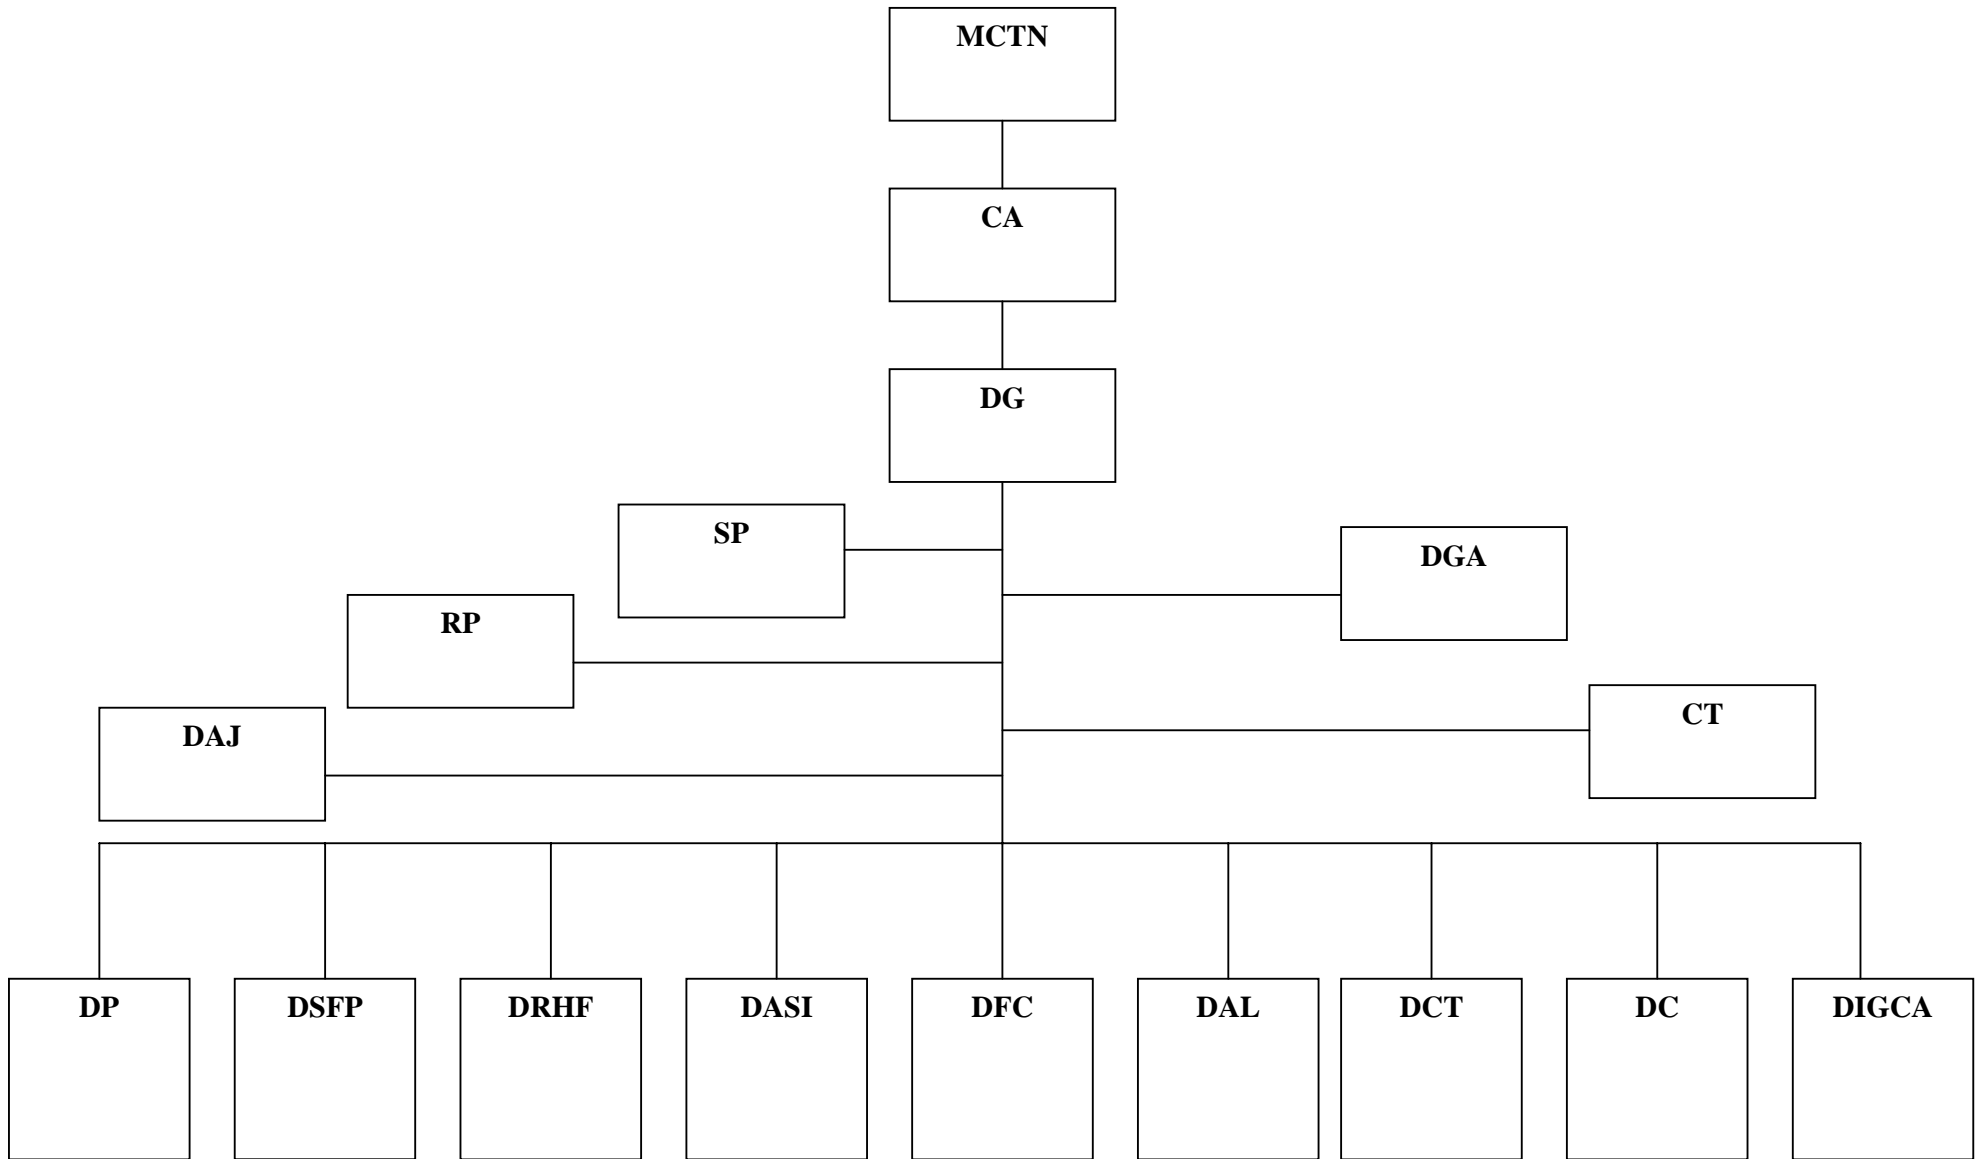 MCTN
CA
DG
SP
DGA
RP
CT
DAJ
DP
DSFP
DRHF
DASI
DFC
DAL
DCT
DC
DIGCA